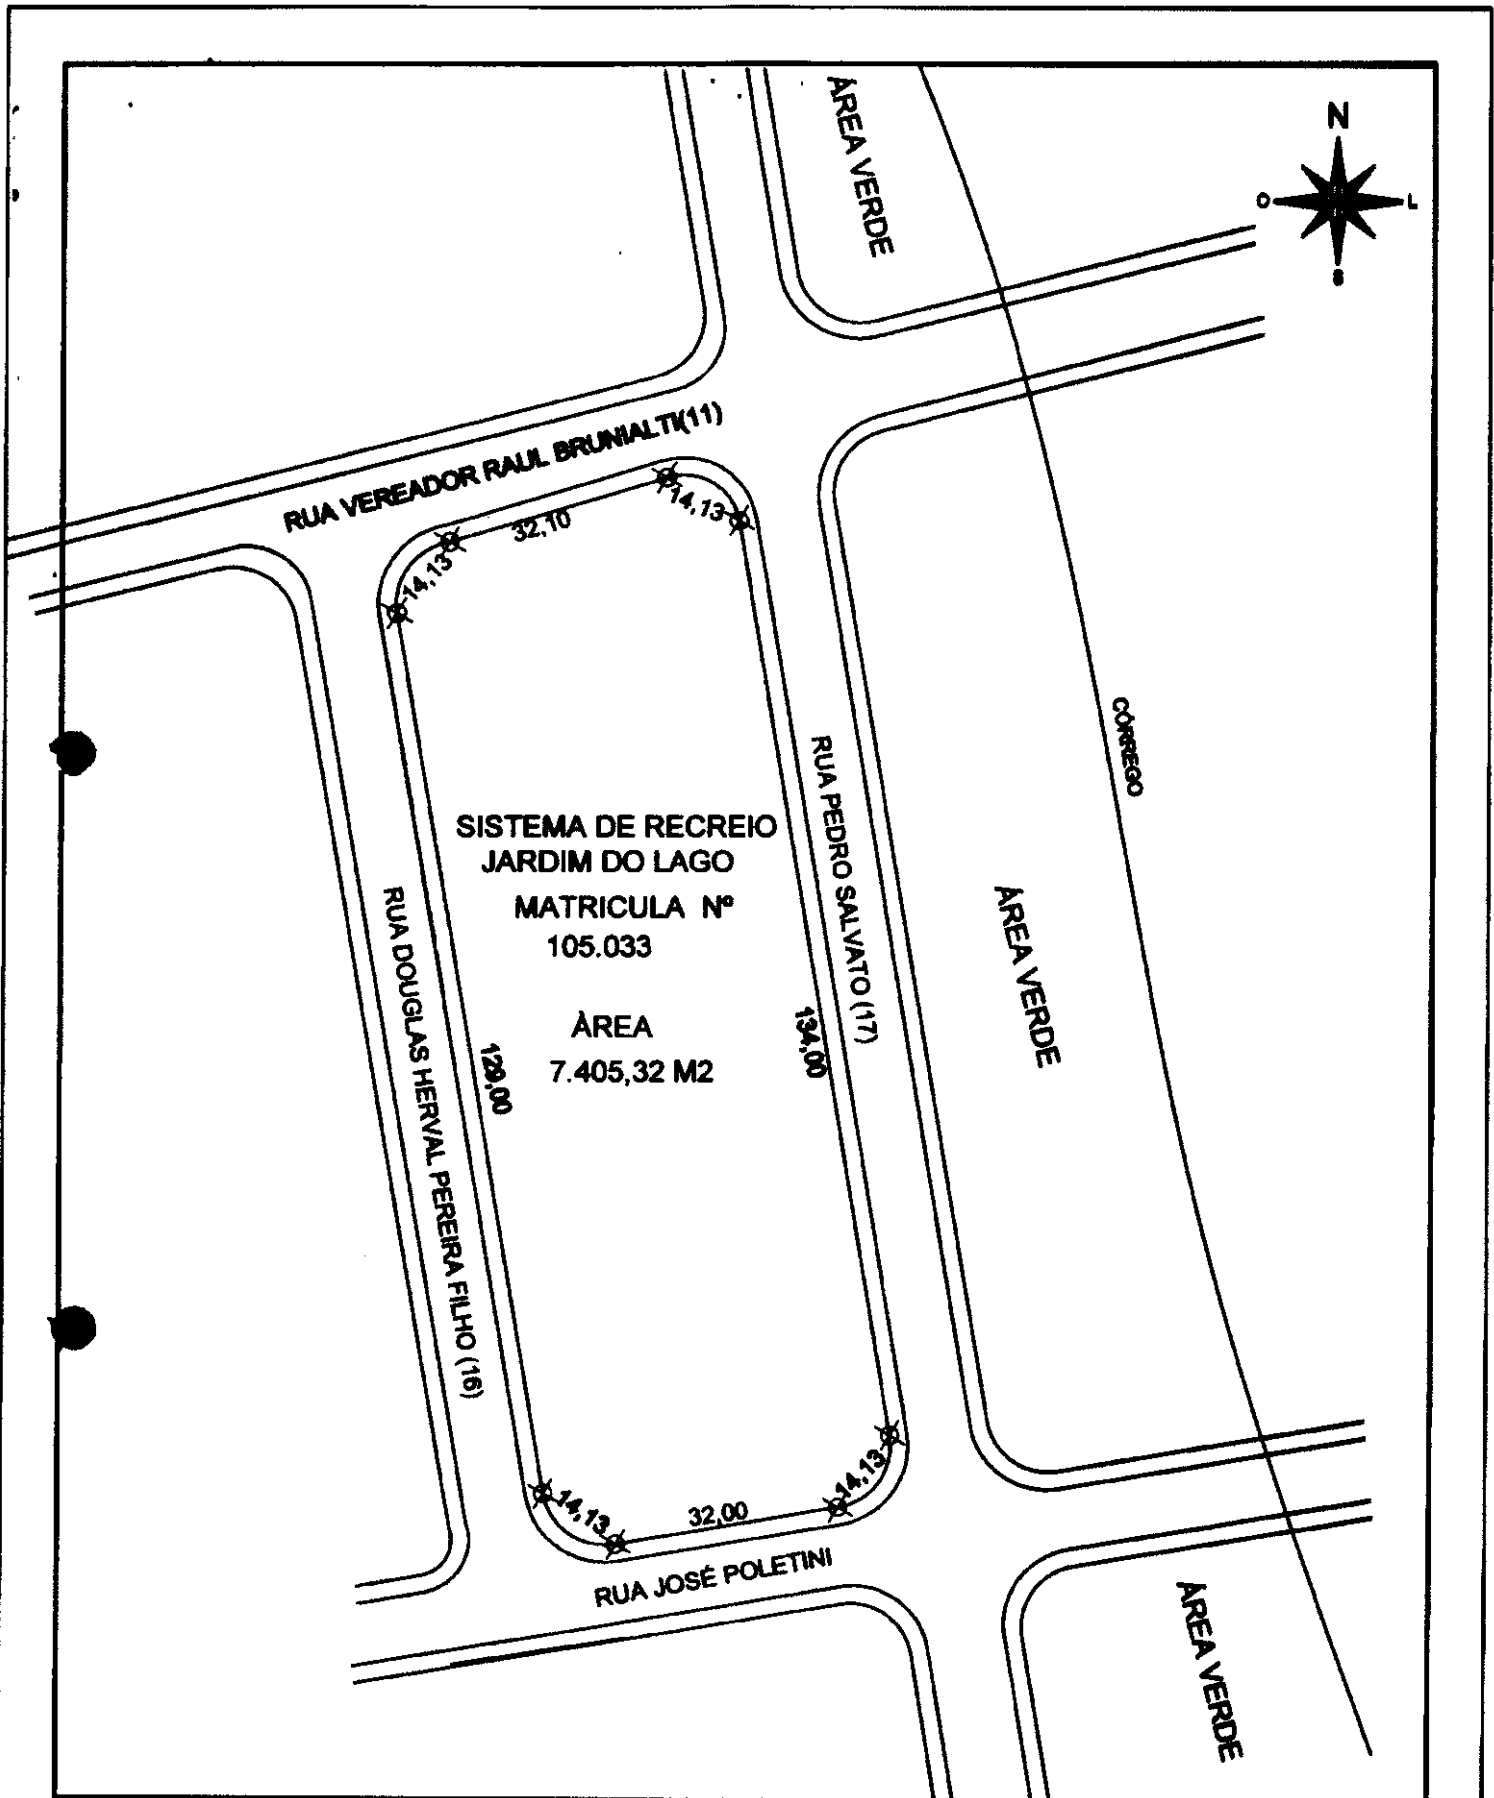 ÁREA VERDE
N
O
L
S
RUA VEREADOR RAUL BRUNIALTI(11)
14,13
32,10
14,13
CÓRREGO
RUA PEDRO SALVATO (17)
SISTEMA DE RECREIO
JARDIM DO LAGO
MATRICULA Nº
105.033
ÀREA
7.405,32 M2
RUA DOUGLAS HERVAL PEREIRA FILHO (16)
129,00
134,00
ÁREA VERDE
14,13
32,00
14,13
RUA JOSÉ POLETINI
ÁREA VERDE